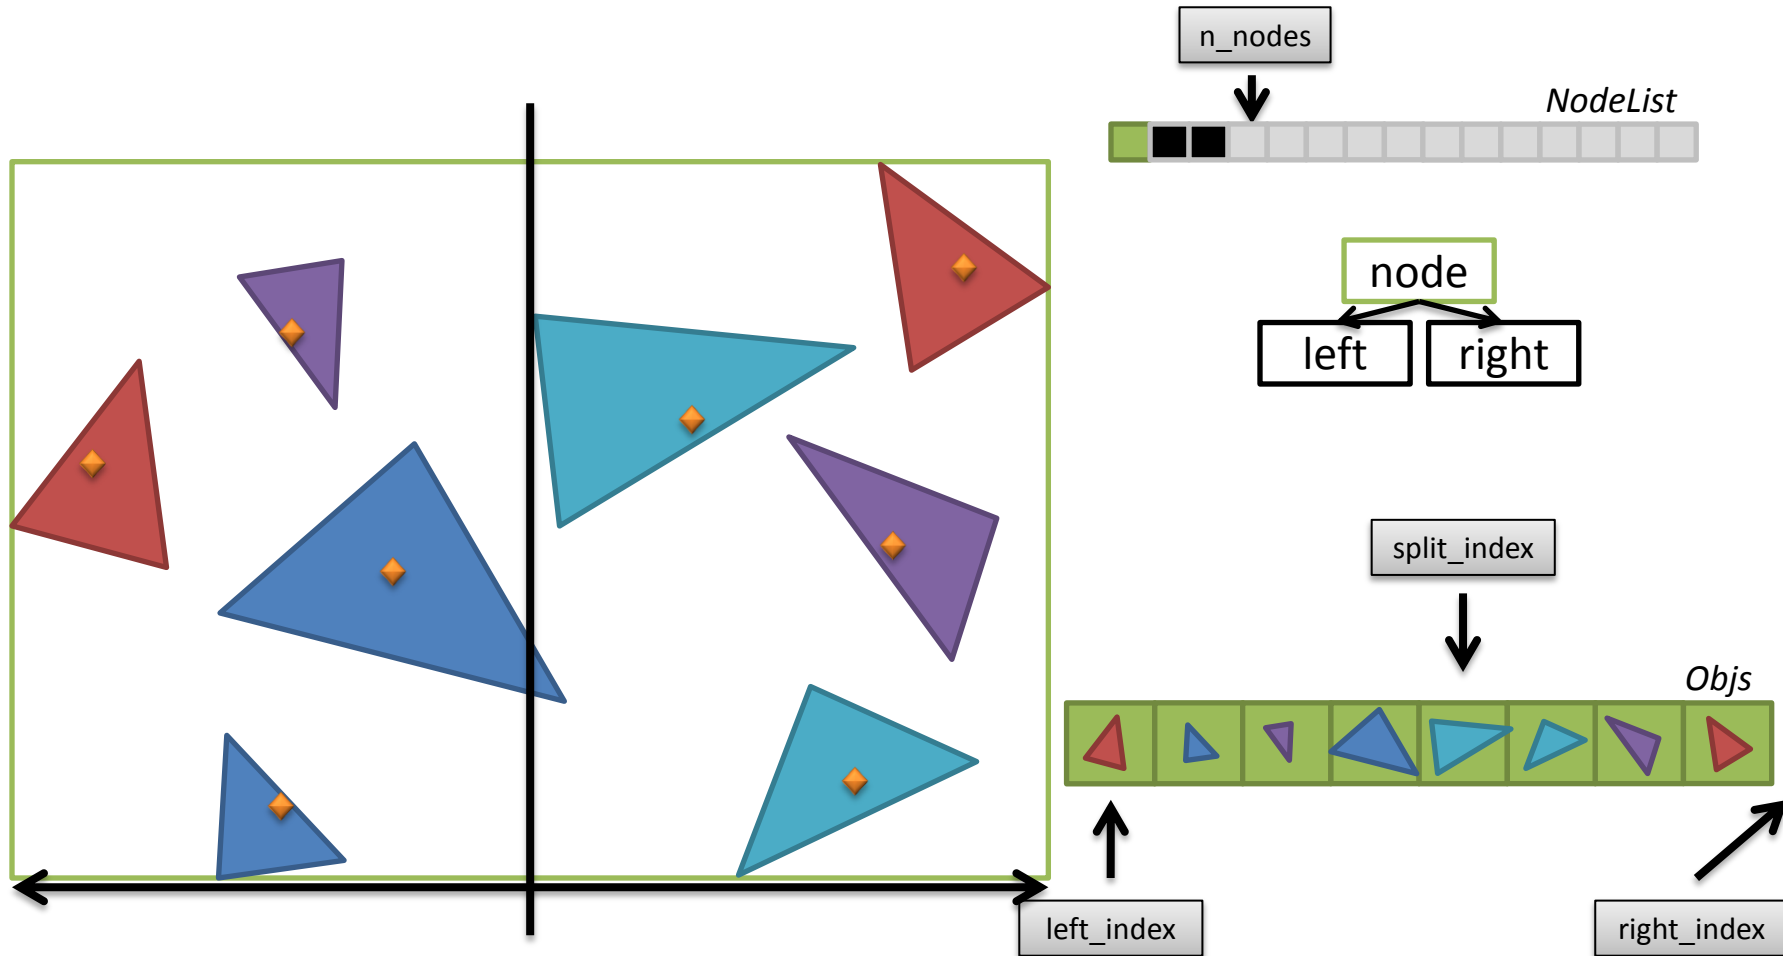 n_nodes
NodeList
node
left right
split_index
Objs
left_index
right_index